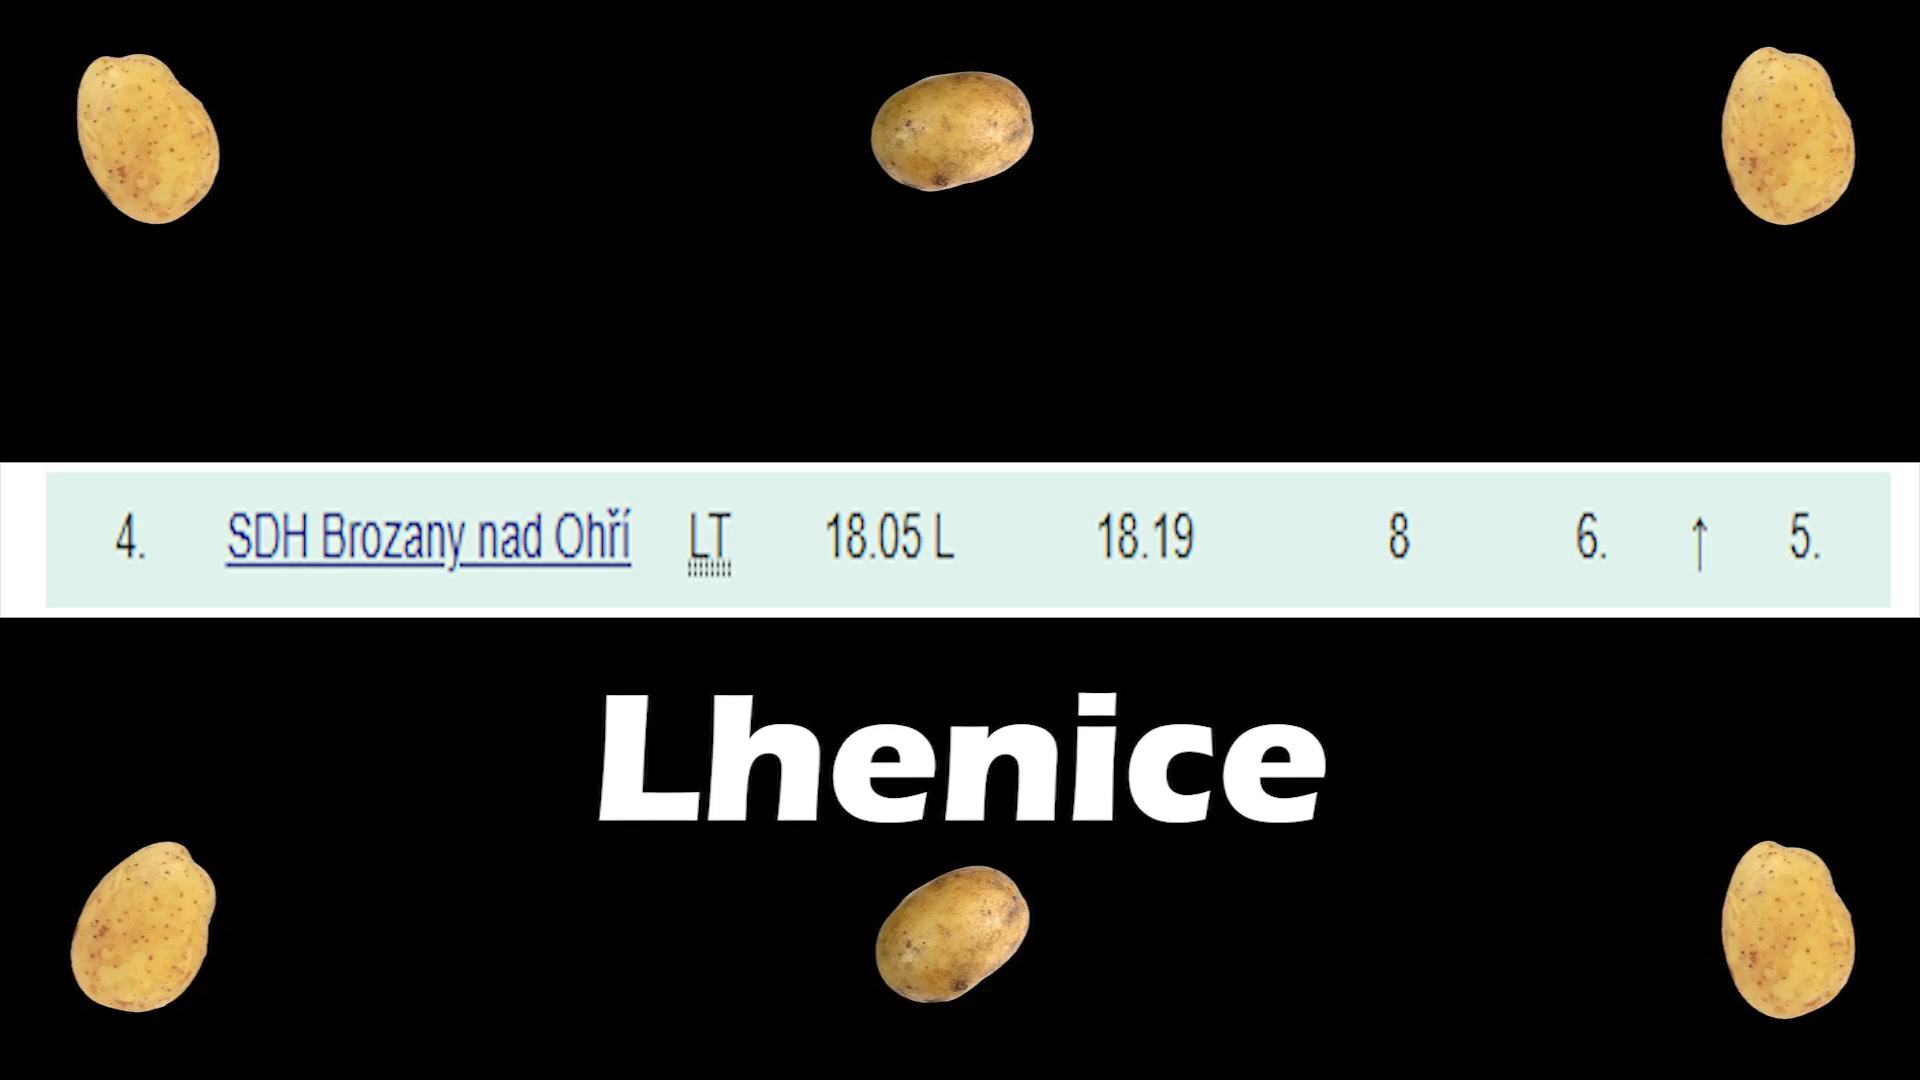 4. SDH Brozany nad Ohří LT 18.05 L 18.19 8 6. ↑ 5.
Lhenice